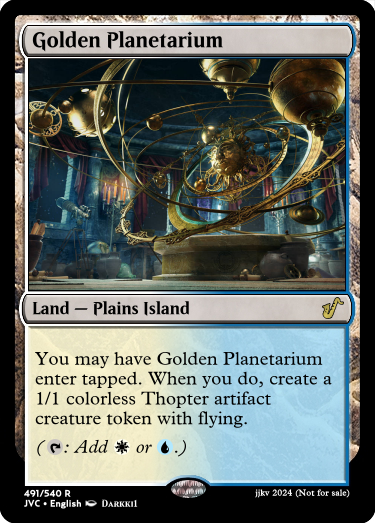 Golden Planetarium
Land — Plains Island
You may have Golden Planetarium
enter tapped. When you do, create a
1/1 colorless Thopter artifact
creature token with flying.
(: Add or .)
491/540 R
JVC • English Darkki1
jjkv 2024 (Not for sale)